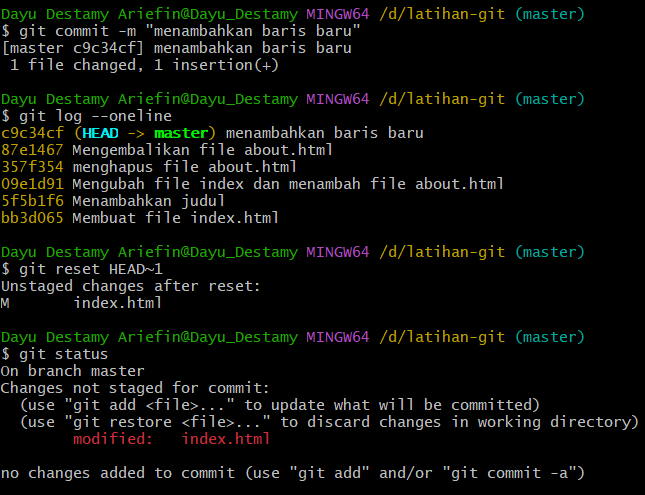 Dayu Destamy Ariefin@Dayu_Destamy MINGW64 /d/latihan-git (master)
$ git commit -m "menambahkan baris baru"
[master c9c34cf] menambahkan baris baru
 1 file changed, 1 insertion(+)

Dayu Destamy Ariefin@Dayu_Destamy MINGW64 /d/latihan-git (master)
$ git log --oneline
c9c34cf (HEAD -> master) menambahkan baris baru
87e1467 Mengembalikan file about.html
357f354 menghapus file about.html
09e1d91 Mengubah file index dan menambah file about.html
5f5b1f6 Menambahkan judul
bb3d065 Membuat file index.html

Dayu Destamy Ariefin@Dayu_Destamy MINGW64 /d/latihan-git (master)
$ git reset HEAD~1
Unstaged changes after reset:
M       index.html

Dayu Destamy Ariefin@Dayu_Destamy MINGW64 /d/latihan-git (master)
$ git status
On branch master
Changes not staged for commit:
  (use "git add <file>..." to update what will be committed)
  (use "git restore <file>..." to discard changes in working directory)
        modified:   index.html

no changes added to commit (use "git add" and/or "git commit -a")